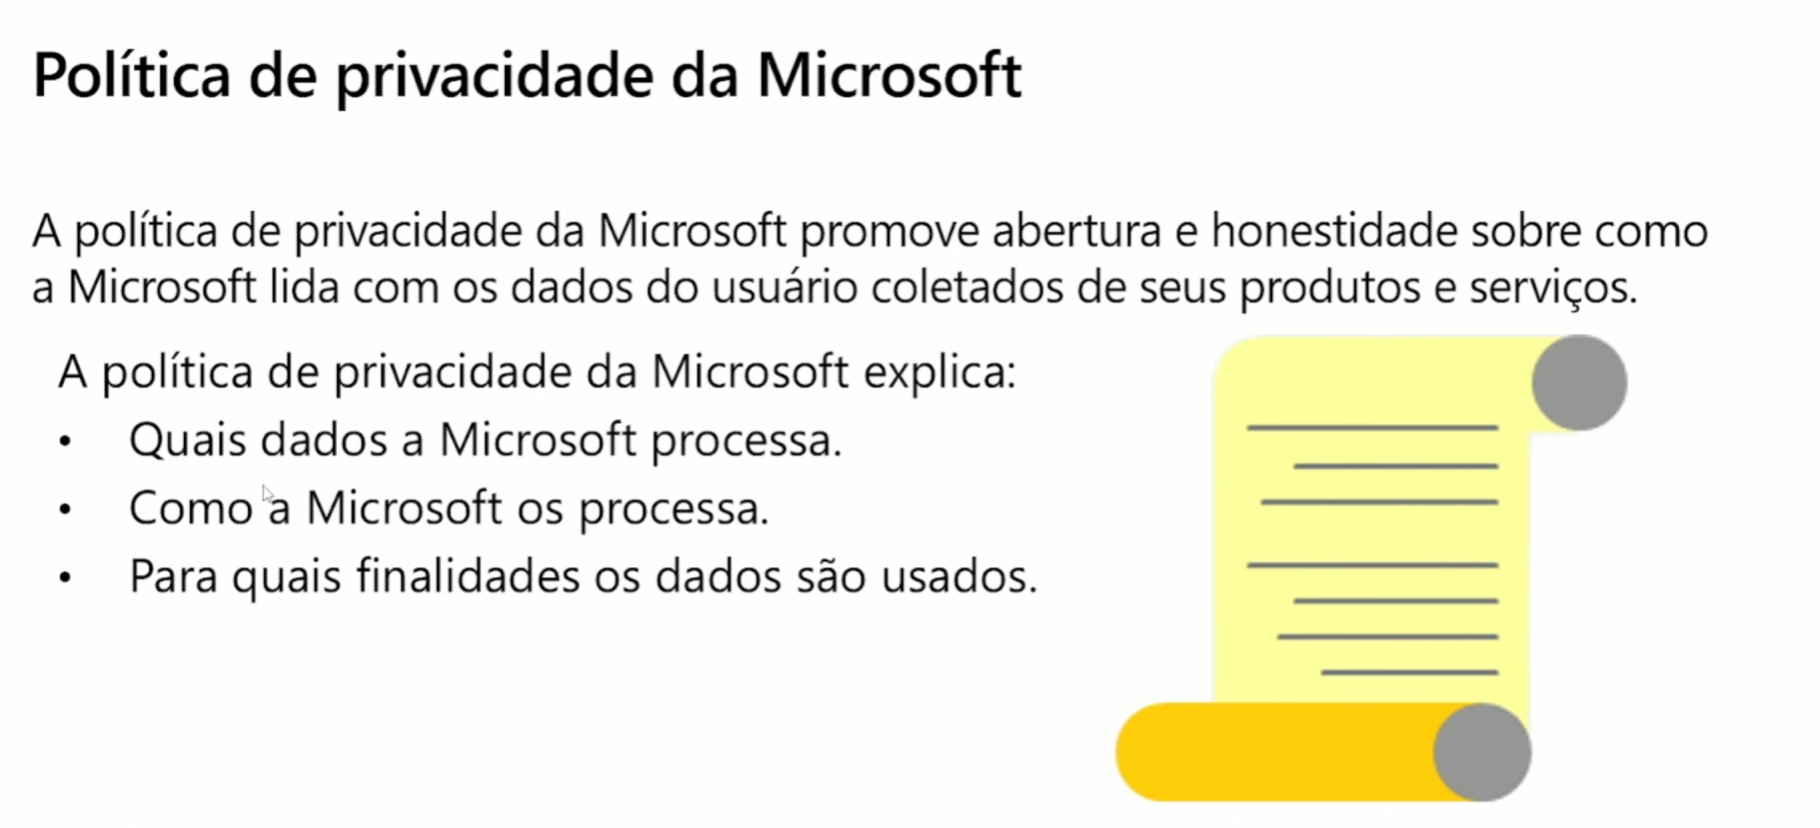 Política de privacidade da Microsoft
A política de privacidade da Microsoft promove abertura e honestidade sobre como
a Microsoft lida com os dados do usuário coletados de seus produtos e serviços.
A política de privacidade da Microsoft explica:
• Quais dados a Microsoft processa.
• Como a Microsoft os processa.
• Para quais finalidades os dados são usados.